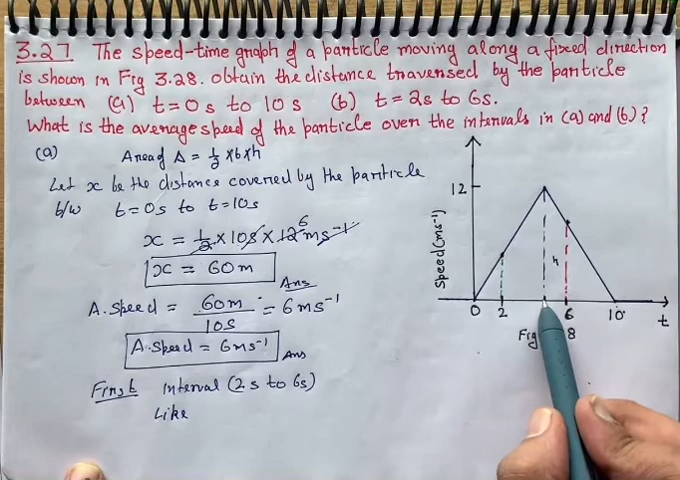 3.27 The speed-time graph of a particle moving along a fixed direction
is shown in Fig 3.28. obtain the distance traversed by the particle
between (a) t=0s to 10s (b) t=2s to 6s.
What is the average speed of the particle over the intervals in (a) and (b)?
(a) Area of Δ = 1/2 ×b×h
Let x be the distance covered by the particle
b/w t=0s to t=10s
x = 1/2 ×10s×12 6 ms⁻¹
x = 60m
Ans
A.speed = 60m/10s = 6ms⁻¹
A.speed = 6ms⁻¹ Ans
First Interval (2s to 6s)
Like
Speed(ms⁻¹)
12
h
0 2 6 10 t
Fig 8